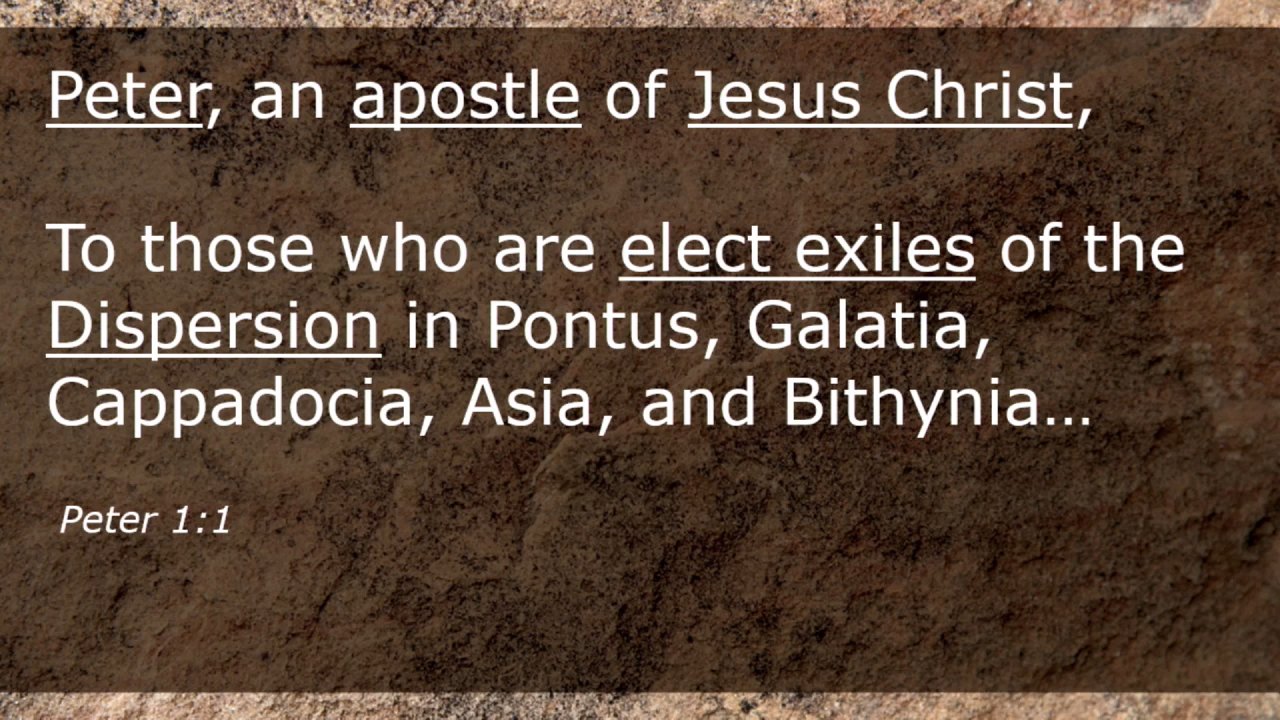 Peter, an apostle of Jesus Christ,
To those who are elect exiles of the
Dispersion in Pontus, Galatia,
Cappadocia, Asia, and Bithynia…
Peter 1:1